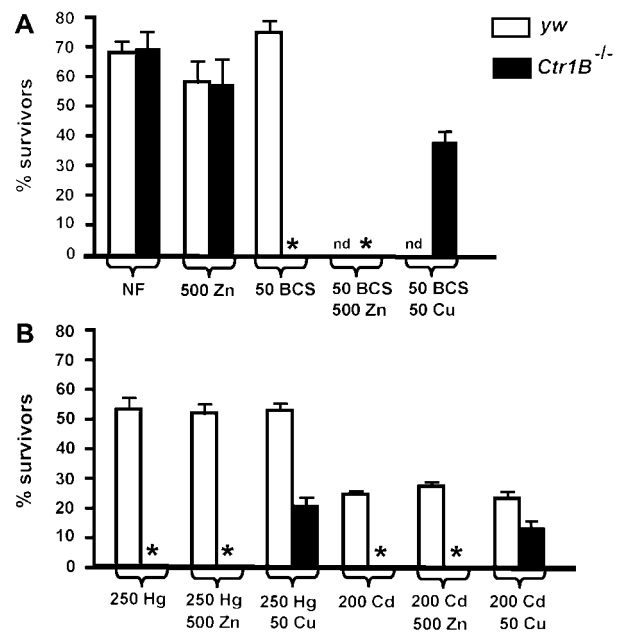 A
yw
Ctr1B -/-
% survivors
80
70
60
50
40
30
20
10
0
* nd * nd
NF 500 Zn 50 BCS 50 BCS 50 BCS
500 Zn 50 Cu
B
% survivors
80
70
60
50
40
30
20
10
0
* * * *
250 Hg 250 Hg 250 Hg 200 Cd 200 Cd 200 Cd
500 Zn 50 Cu 500 Zn 50 Cu